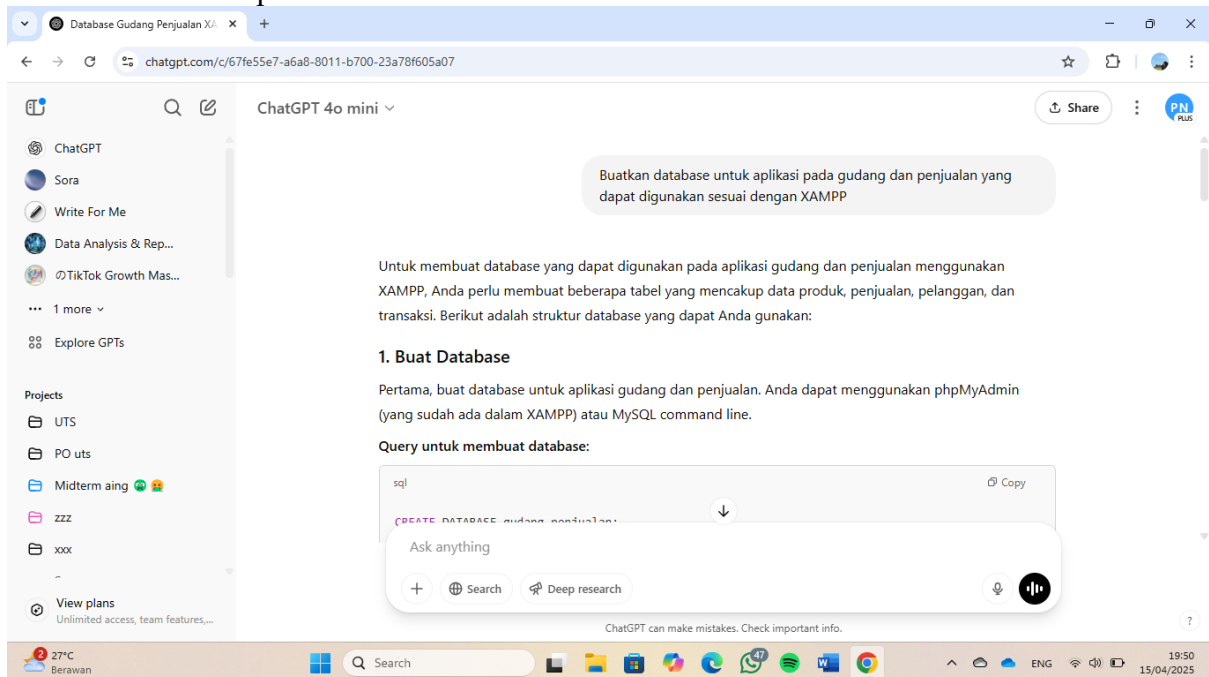 Database Gudang Penjualan XA
chatgpt.com/c/67fe55e7-a6a8-8011-b700-23a78f605a07
ChatGPT 4o mini
Share
PN
PLUS
ChatGPT
Sora
Write For Me
Data Analysis & Rep...
のTikTok Growth Mas...
1 more
Explore GPTs
Projects
UTS
PO uts
Midterm aing
zzz
xxx
View plans
Unlimited access, team features,...
Buatkan database untuk aplikasi pada gudang dan penjualan yang
dapat digunakan sesuai dengan XAMPP
Untuk membuat database yang dapat digunakan pada aplikasi gudang dan penjualan menggunakan
XAMPP, Anda perlu membuat beberapa tabel yang mencakup data produk, penjualan, pelanggan, dan
transaksi. Berikut adalah struktur database yang dapat Anda gunakan:
1. Buat Database
Pertama, buat database untuk aplikasi gudang dan penjualan. Anda dapat menggunakan phpMyAdmin
(yang sudah ada dalam XAMPP) atau MySQL command line.
Query untuk membuat database:
sql
Copy
CREATE DATABASE gudang_penjualan;
Ask anything
Search
Deep research
ChatGPT can make mistakes. Check important info.
?
2
27°C
Berawan
Search
47
ENG
19:50
15/04/2025